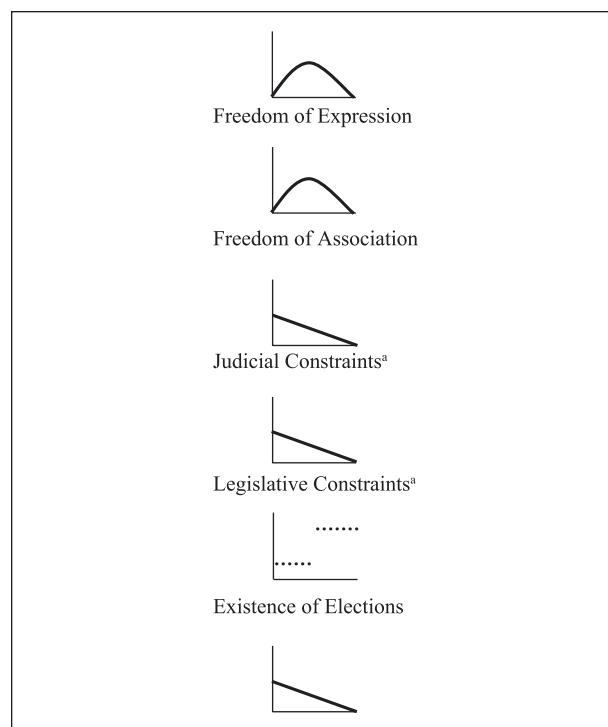 Freedom of Expression
Freedom of Association
Judicial Constraintsᵃ
Legislative Constraintsᵃ
Existence of Elections